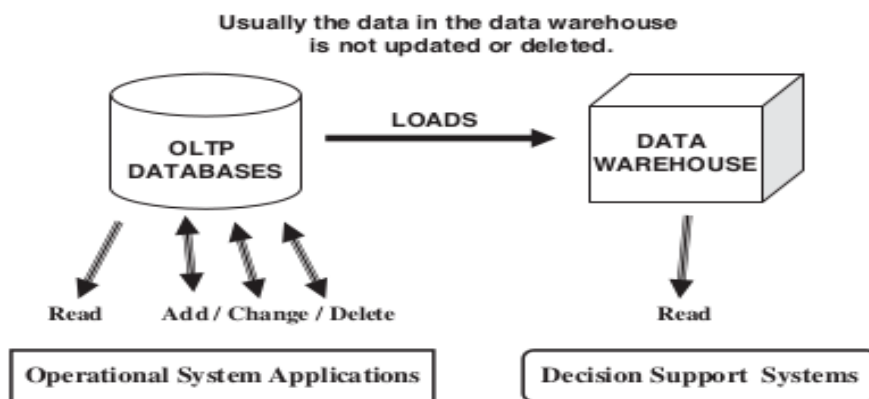 Usually the data in the data warehouse
is not updated or deleted.
LOADS
OLTP
DATABASES
DATA
WAREHOUSE
Read
Add / Change / Delete
Read
Operational System Applications
Decision Support Systems